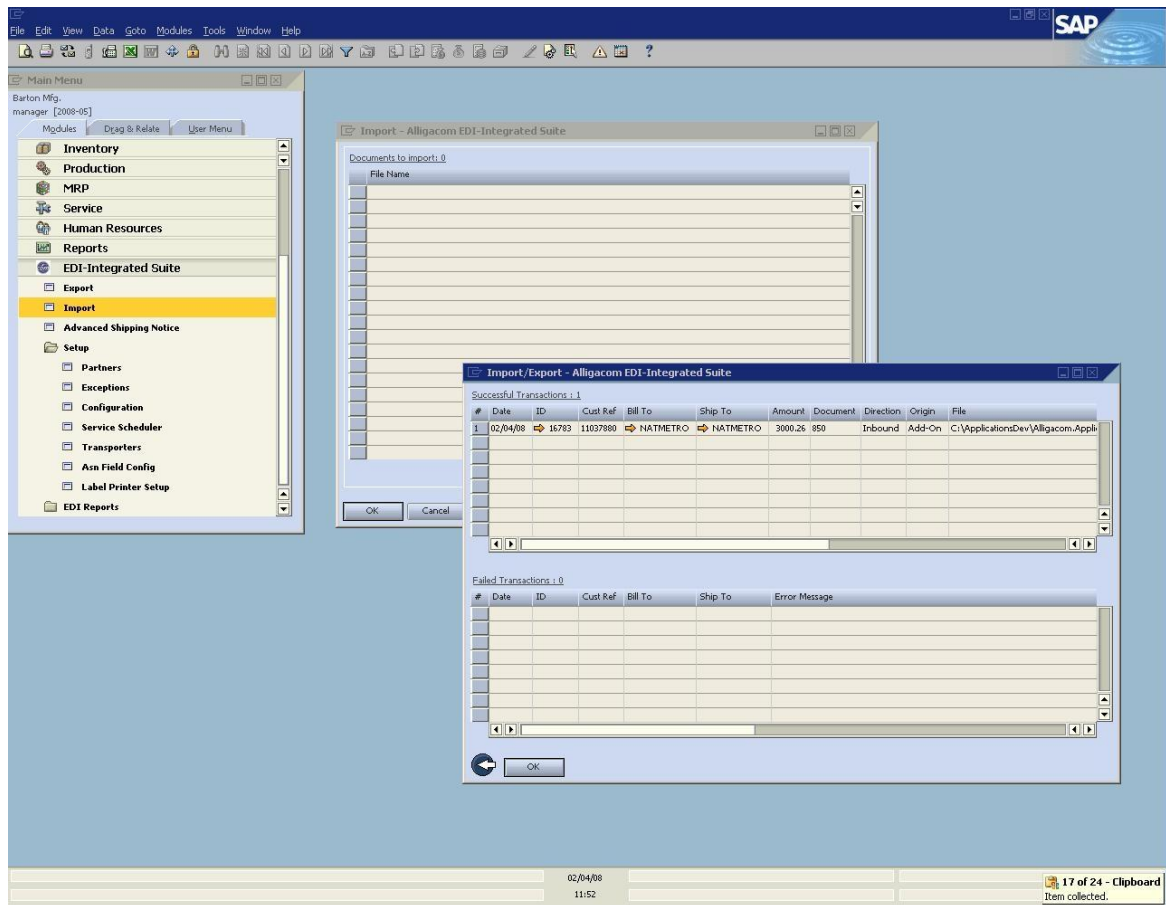 File Edit View Data Goto Modules Tools Window Help
SAP
Main Menu
Barton Mfg.
manager [2008-05]
Modules Drag & Relate User Menu
Inventory
Production
MRP
Service
Human Resources
Reports
EDI-Integrated Suite
Export
Import
Advanced Shipping Notice
Setup
Partners
Exceptions
Configuration
Service Scheduler
Transporters
Asn Field Config
Label Printer Setup
EDI Reports
Import - Alligacom EDI-Integrated Suite
Documents to import: 0
File Name
OK Cancel
Import/Export - Alligacom EDI-Integrated Suite
Successful Transactions : 1
# Date ID Cust Ref Bill To Ship To Amount Document Direction Origin File
1 02/04/08 16783 11037880 NATMETRO NATMETRO 3000.26 850 Inbound Add-On C:\ApplicationsDev\Alligacom.Appli
Failed Transactions : 0
# Date ID Cust Ref Bill To Ship To Error Message
OK
02/04/08
11:52
17 of 24 - Clipboard
Item collected.